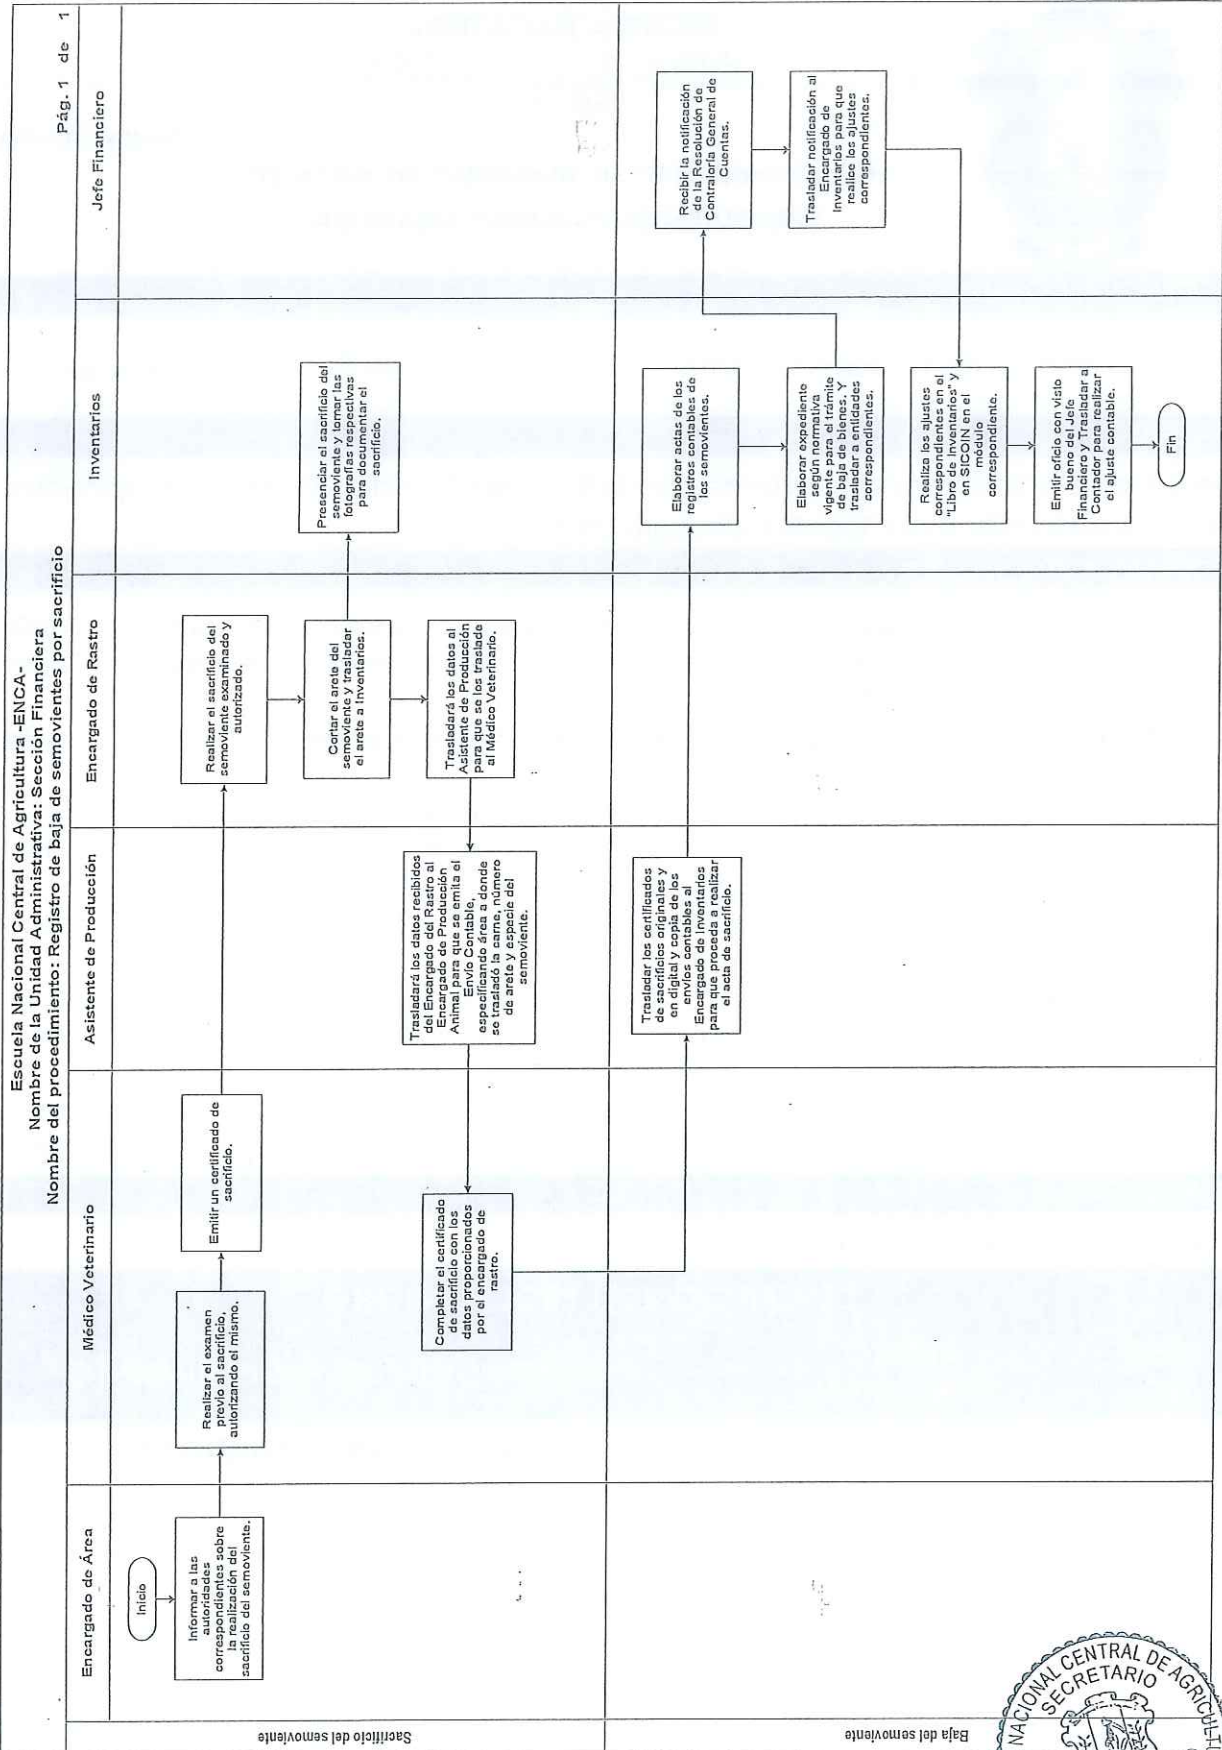 Escuela Nacional Central de Agricultura -ENCA-
Nombre de la Unidad Administrativa: Sección Financiera
Nombre del procedimiento: Registro de baja de semovientes por sacrificio
Pág. 1 de 1
Encargado de Área
Médico Veterinario
Asistente de Producción
Encargado de Rastro
Inventarios
Jefe Financiero
Sacrificio del semoviente
Inicio
Informar a las
autoridades
correspondientes sobre
la realización del
sacrificio del semoviente.
Realizar el examen
previo al sacrificio,
autorizando el mismo.
Emitir un certificado de
sacrificio.
Realizar el sacrificio del
semoviente examinado y
autorizado.
Cortar el arete del
semoviente y trasladar
el arete a Inventarios.
Presenciar el sacrificio del
semoviente y tomar las
fotografías respectivas
para documentar el
sacrificio.
Trasladará los datos al
Asistente de Producción
para que se los traslade
al Médico Veterinario.
Trasladará los datos recibidos
del Encargado del Rastro al
Encargado de Producción
Animal para que se emita el
Envío Contable,
especificando área a donde
se trasladó la carne, número
de arete y especie del
semoviente.
Completar el certificado
de sacrificio con los
datos proporcionados
por el encargado de
rastro.
Baja del semoviente
Trasladar los certificados
de sacrificios originales y
en digital y copia de los
envíos contables al
Encargado de Inventarios
para que proceda a realizar
el acta de sacrificio.
Elaborar actas de los
registros contables de
los semovientes.
Elaborar expediente
según normativa
vigente para el trámite
de baja de bienes. Y
trasladar a entidades
correspondientes.
Recibir la notificación
de la Resolución de
Contraloría General de
Cuentas.
Trasladar notificación al
Encargado de
Inventarios para que
realice los ajustes
correspondientes.
Realiza los ajustes
correspondientes en el
"Libro de Inventarios" y
en SICOIN en el
módulo
correspondiente.
Emitir oficio con visto
bueno del Jefe
Financiero y Trasladar a
Contador para realizar
el ajuste contable.
Fin
NACIONAL CENTRAL DE
SECRETARIO